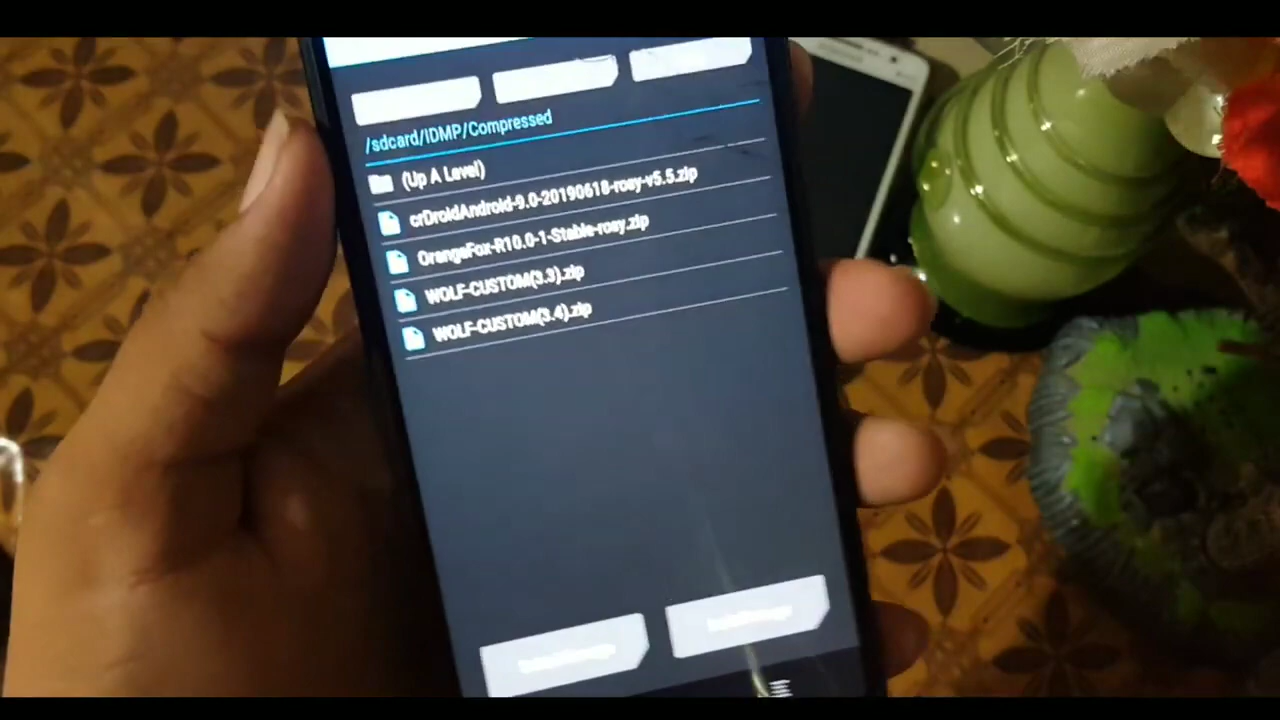 /sdcard/IDMP/Compressed
(Up A Level)
crDroidAndroid-9.0-20190618-rosy-v5.5.zip
OrangeFox-R10.0-1-Stable-rosy.zip
WOLF-CUSTOM(3.3).zip
WOLF-CUSTOM(3.4).zip